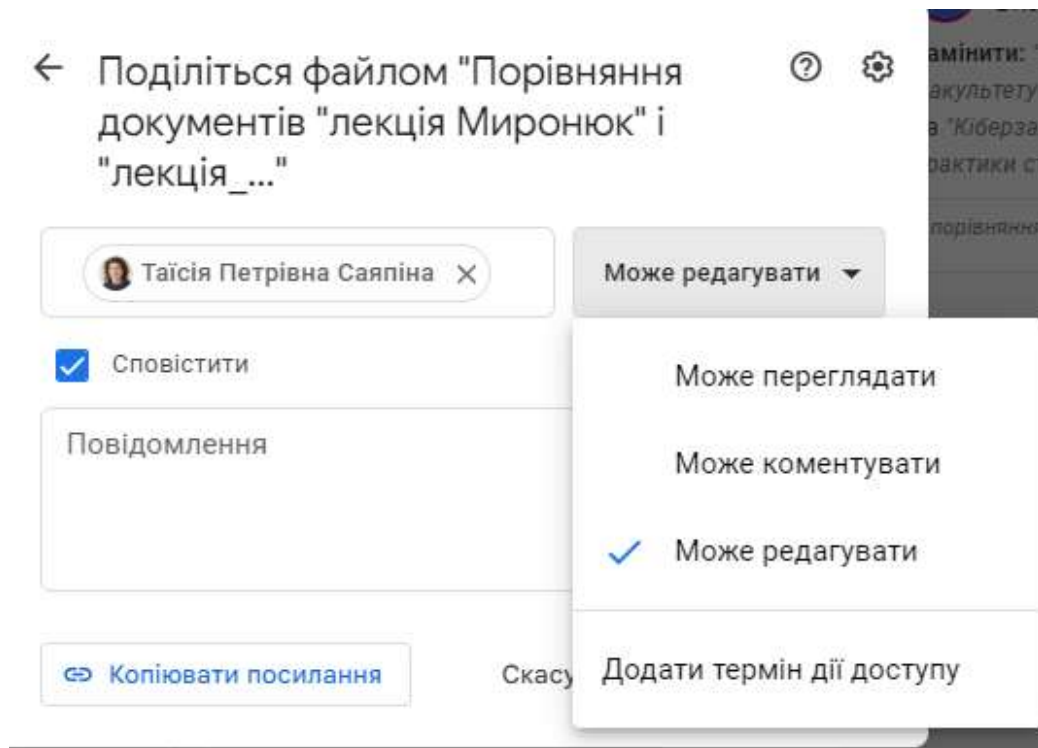 Поділіться файлом "Порівняння
документів "лекція Миронюк" і
"лекція_..."
Таїсія Петрівна Саяпіна
Може редагувати
Сповістити
Повідомлення
Може переглядати
Може коментувати
Може редагувати
Додати термін дії доступу
Копіювати посилання
Скасу
амінити:
акультету
"Кіберза
рактики с
порівняння